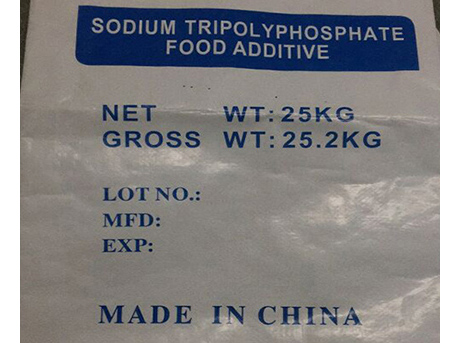 SODIUM TRIPOLYPHOSPHATE
FOOD ADDITIVE
NET WT: 25KG
GROSS WT: 25.2KG
LOT NO.:
MFD:
EXP:
MADE IN CHINA